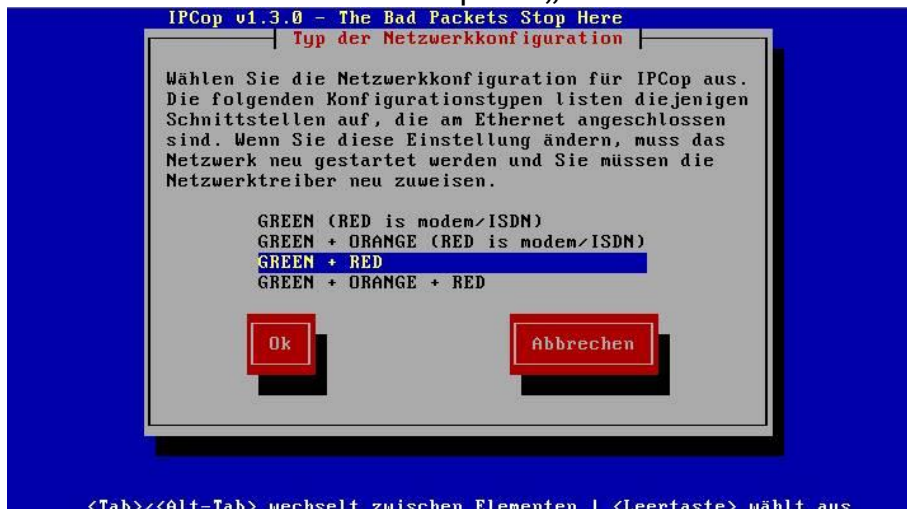 IPCop v1.3.0 - The Bad Packets Stop Here
Typ der Netzwerkkonfiguration
Wählen Sie die Netzwerkkonfiguration für IPCop aus.
Die folgenden Konfigurationstypen listen diejenigen
Schnittstellen auf, die am Ethernet angeschlossen
sind. Wenn Sie diese Einstellung ändern, muss das
Netzwerk neu gestartet werden und Sie müssen die
Netzwerktreiber neu zuweisen.
GREEN (RED is modem/ISDN)
GREEN + ORANGE (RED is modem/ISDN)
GREEN + RED
GREEN + ORANGE + RED
Ok
Abbrechen
<Tab>/<Alt-Tab> wechselt zwischen Elementen | <Leertaste> wählt aus